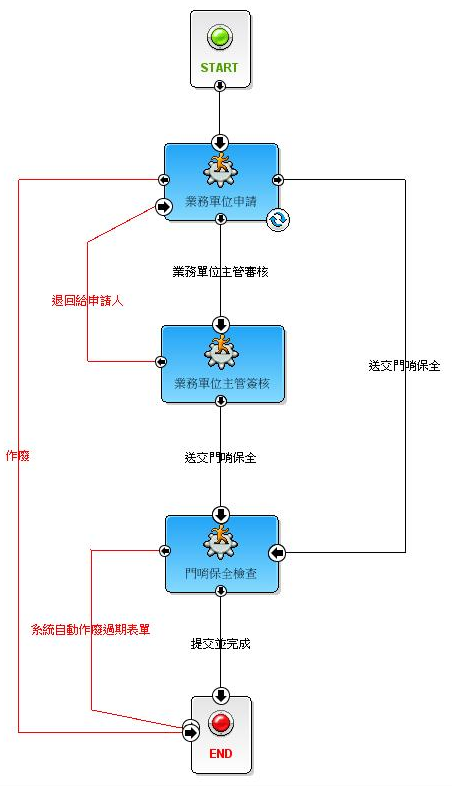 START
業務單位申請
業務單位主管審核
退回給申請人
業務單位主管簽核
送交門哨保全
作廢
送交門哨保全
門哨保全檢查
系統自動作廢過期表單
提交並完成
END